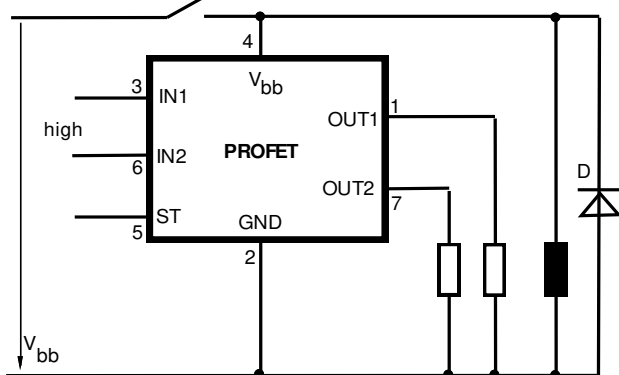 4
V bb
3
IN1
OUT1
1
high
PROFET
IN2
6
D
OUT2
7
ST
5
GND
2
V bb